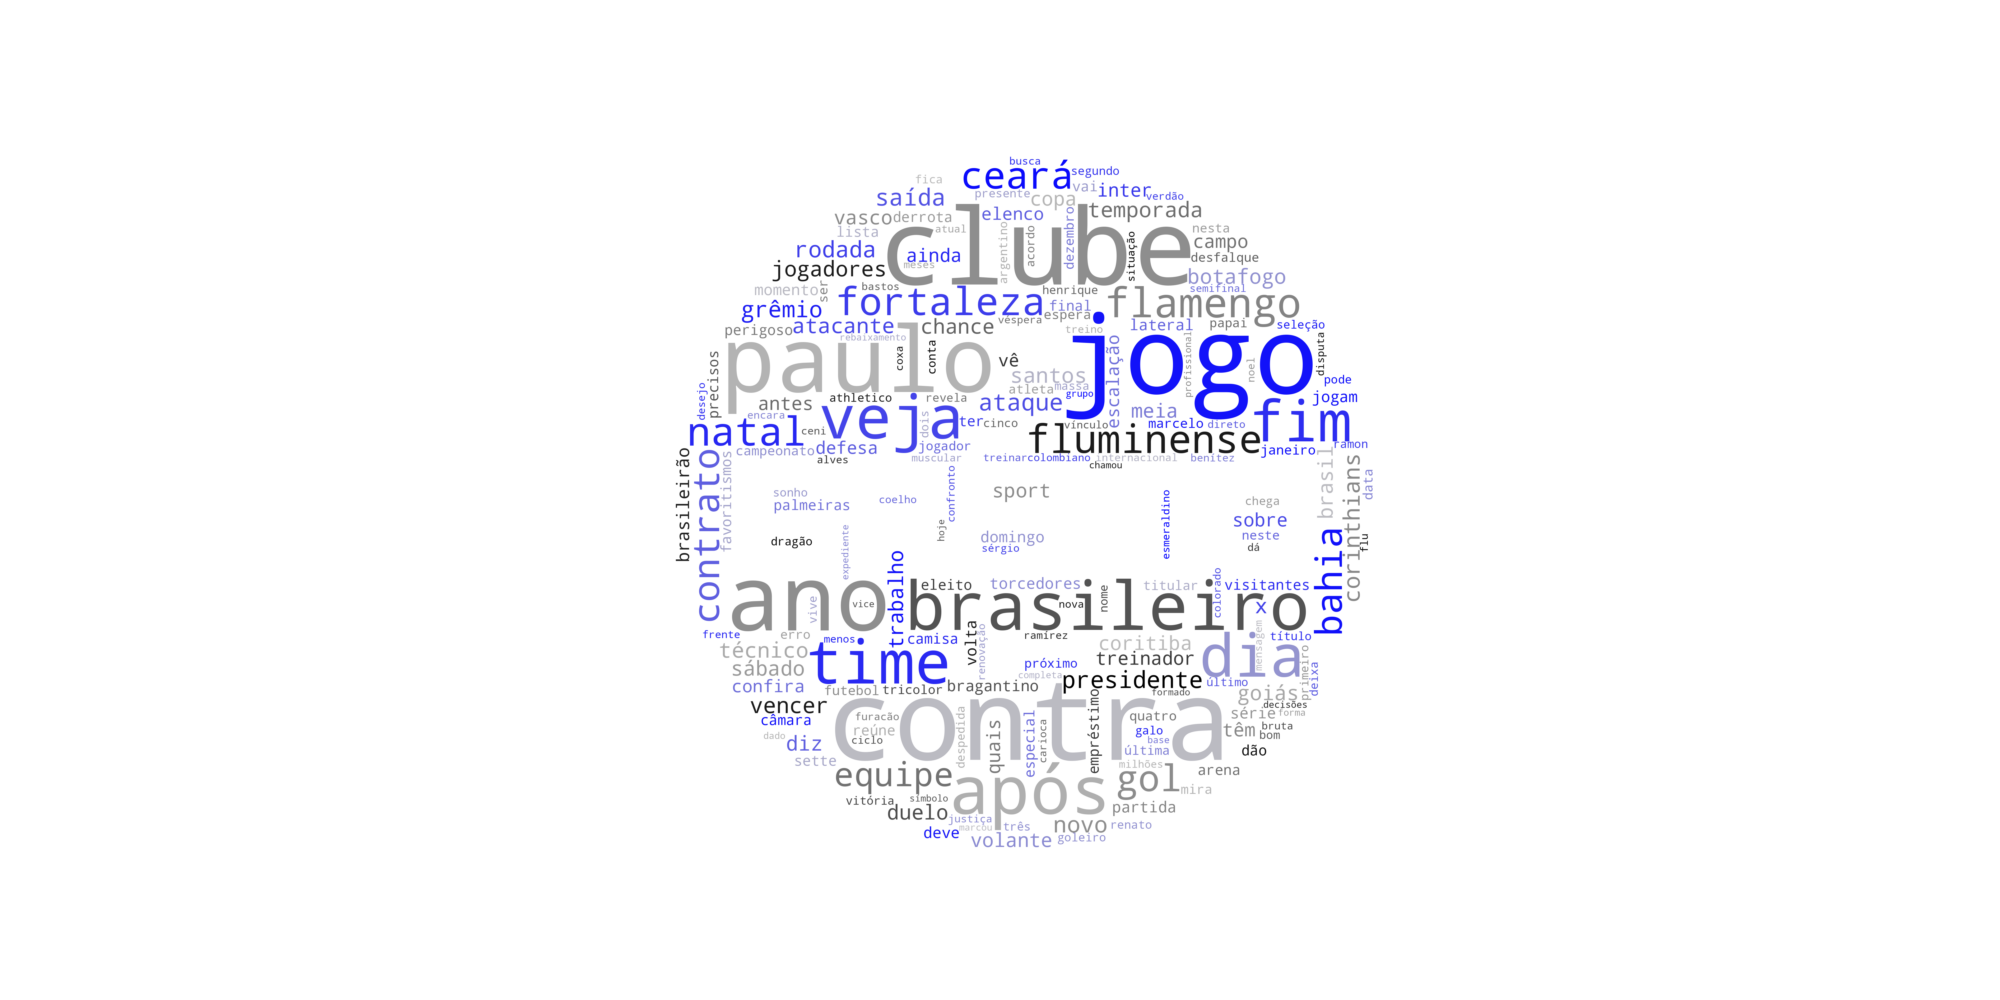 busca
ceará
segundo
fica
saída
presente
copa
vai
inter
verdão
vasco
derrota
elenco
dezembro
temporada
lista
atual
clube
argentino
acordo
situação
nesta
campo
desfalque
rodada
ainda
jogadores
meses
botafogo
semifinal
momento
ser
bastos
henrique
fortaleza
final
flamengo
grêmio
perigoso
atacante
chance
véspera
espera
treino
lateral
papai
seleção
rebaixamento
paulo
coxa
conta
vê
jogo
profissional
noel
disputa
precisos
santos
escalação
atleta
massa
grupo
pode
jogam
desejo
antes
athletico
revela
ataque
meia
encara
veja
dois
ter
cinco
vínculo
marcelo
direto
fim
natal
ceni
fluminense
ramon
campeonato
defesa
jogador
janeiro
alves
muscular
treinar
colombiano
internacional
benítez
chamou
brasileirão
contrato
favoritismos
brasil
corinthians
data
sonho
palmeiras
coelho
confronto
sport
esmeraldino
chega
sobre
neste
dá
bahia
flu
dragão
expediente
hoje
domingo
sérgio
trabalho
ano
vive
vice
eleito
torcedores
brasileiro
nova
nome
titular
colorado
visitantes
x
frente
erro
menos
camisa
volta
renovação
ramírez
coritiba
dia
mensagem
título
técnico
sábado
time
próximo
treinador
primeiro
deixa
confira
futebol
tricolor
bragantino
completa
presidente
formado
último
goiás
decisões
vencer
câmara
dado
diz
sette
furacão
reúne
ciclo
contra
despedida
quais
especial
carioca
empréstimo
quatro
galo
base
última
série
forma
têm
bruta
bom
dão
equipe
após
milhões
gol
arena
mira
vitória
símbolo
duelo
partida
justiça
deve
marcou
três
volante
novo
goleiro
renato